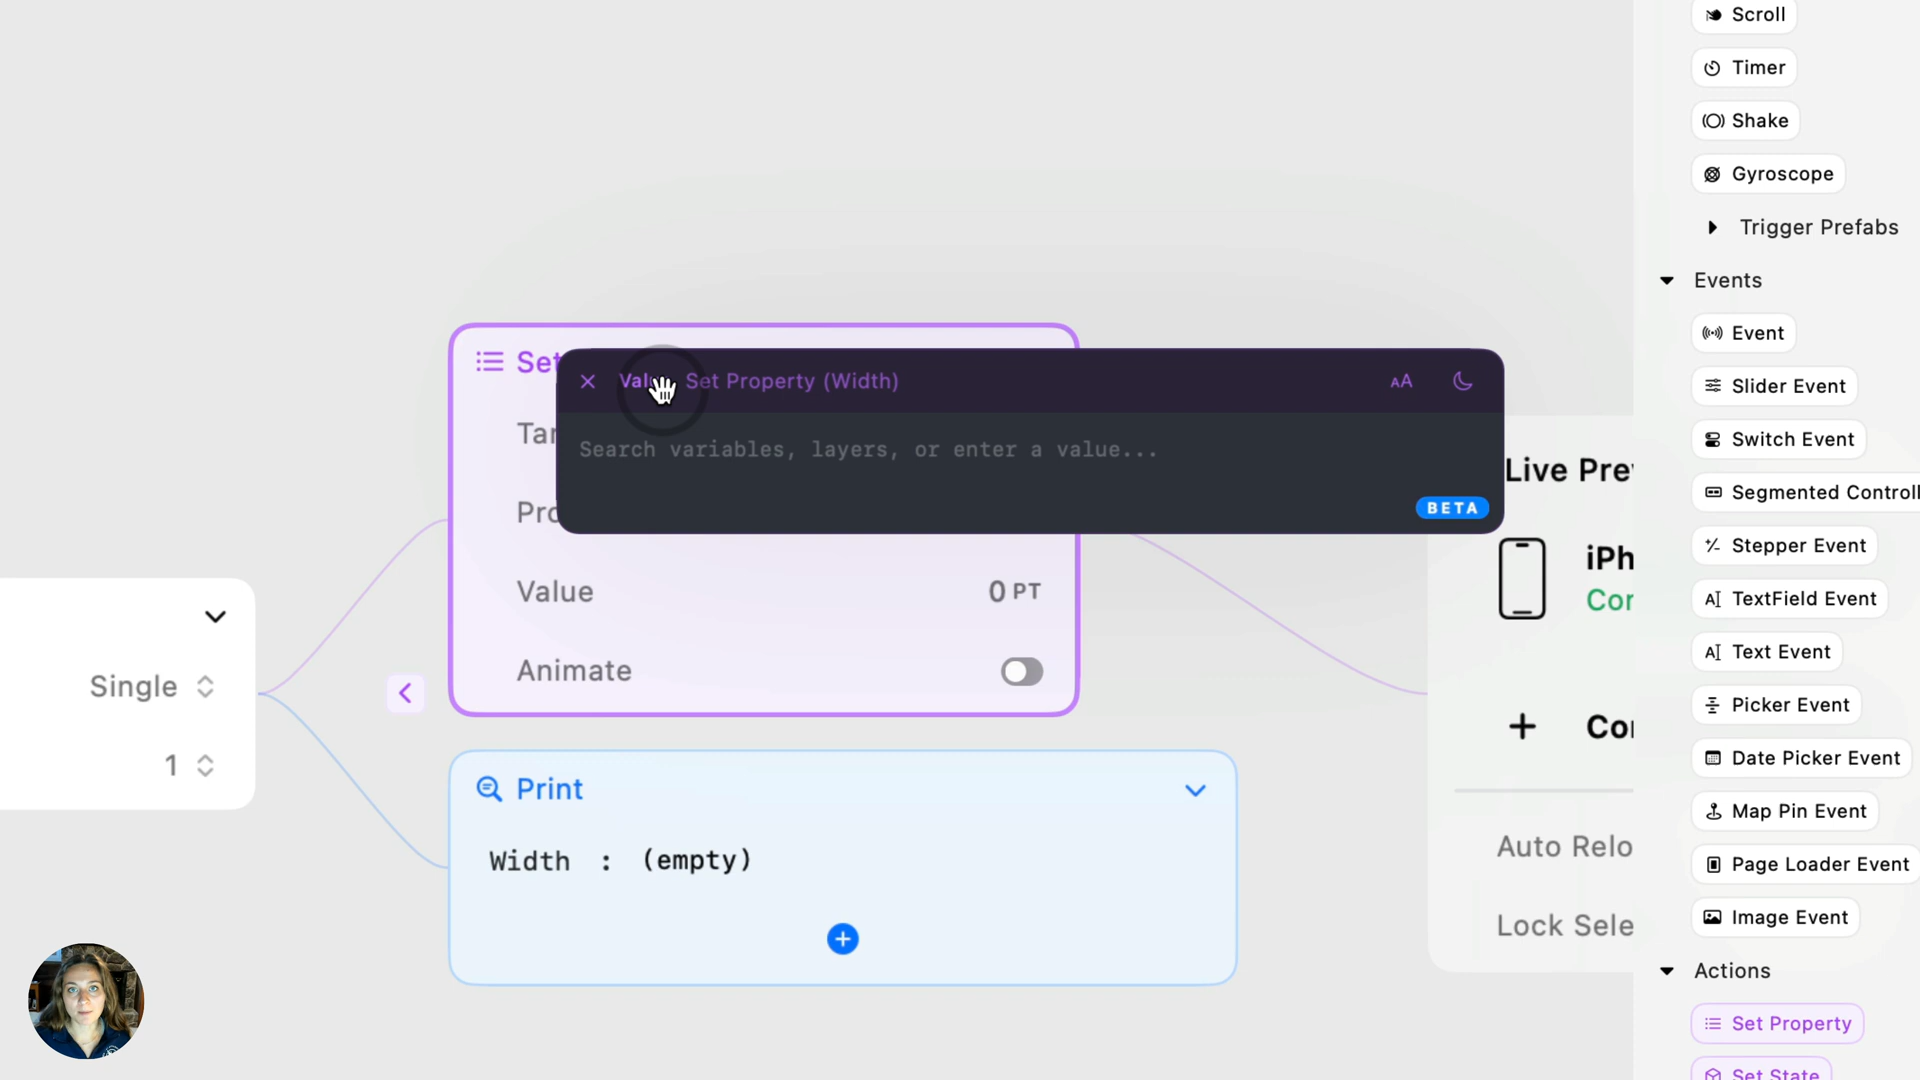 Scroll
Timer
Shake
Gyroscope
Trigger Prefabs
Events
Event
Slider Event
Switch Event
Segmented Controll
Stepper Event
TextField Event
Text Event
Picker Event
Date Picker Event
Map Pin Event
Page Loader Event
Image Event
Actions
Set Property
Set State
Set
Val Set Property (Width)
AA
Tar
Search variables, layers, or enter a value...
BETA
Pro
Value 0 PT
Animate
Single
1
Print
Width : (empty)
Live Pre
iPh
Con
Co
Auto Relo
Lock Sele